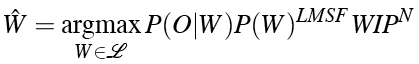 Ŵ = argmax P(O|W)P(W)^{LMSF} WIP^N
W∈ℒ